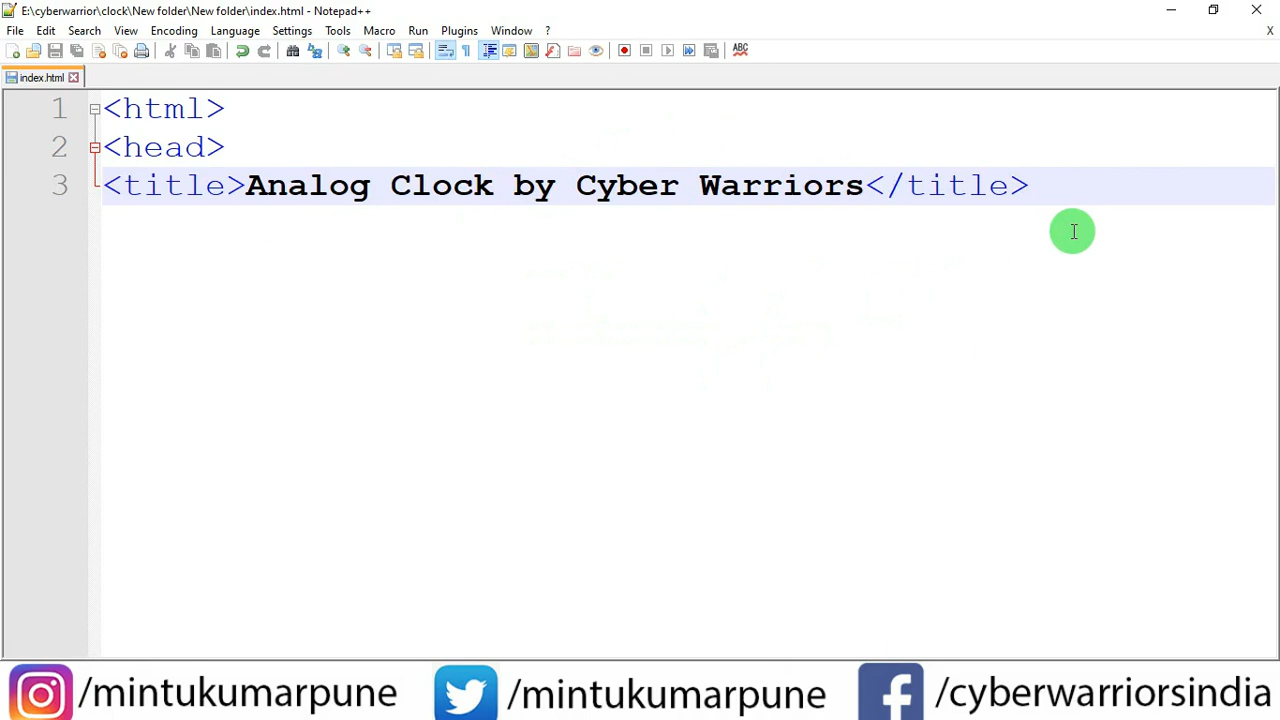 E:\cyberwarrior\clock\New folder\New folder\index.html - Notepad++
File Edit Search View Encoding Language Settings Tools Macro Run Plugins Window ? X
ABC
index.html
1 <html>
2 <head>
3 <title>Analog Clock by Cyber Warriors</title>
/mintukumarpune /mintukumarpune /cyberwarriorsindia